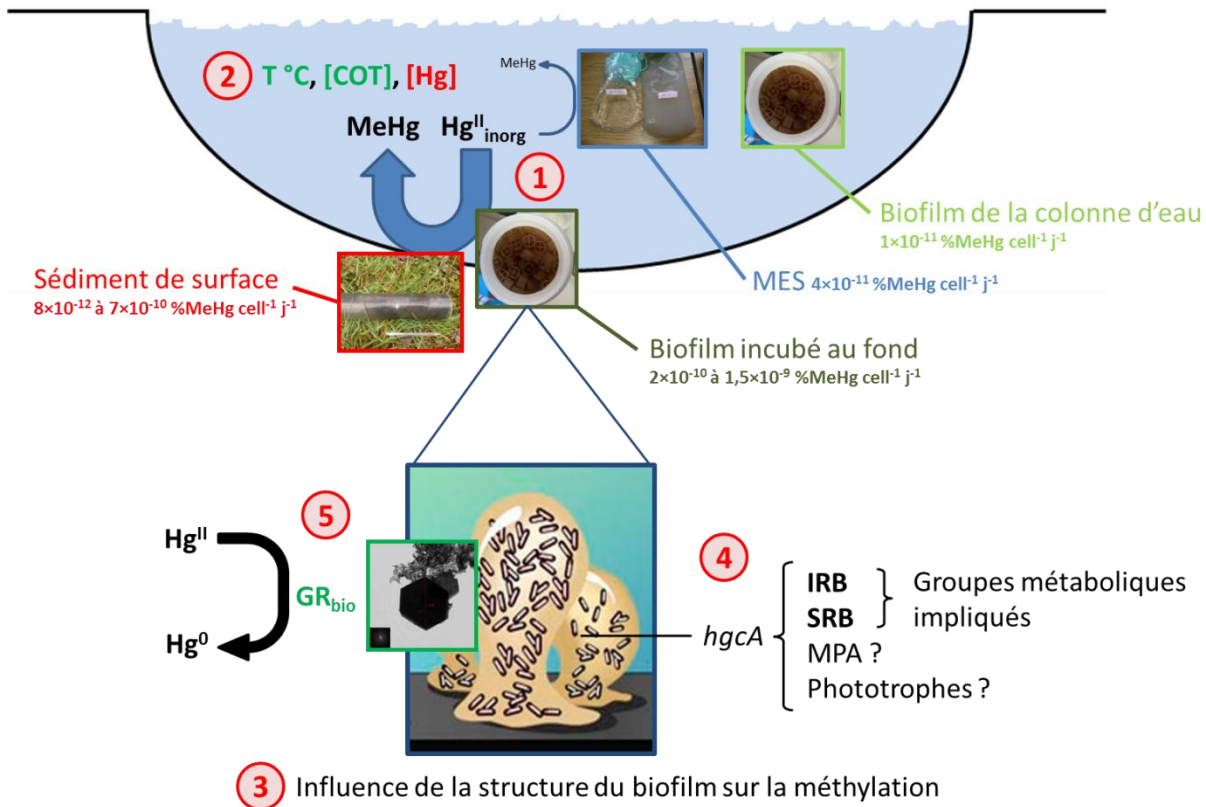 2 T °C, [COT], [Hg]
MeHg
MeHg Hg^II_inorg
1
Biofilm de la colonne d'eau
1×10^-11 %MeHg cell^-1 j^-1
Sédiment de surface
8×10^-12 à 7×10^-10 %MeHg cell^-1 j^-1
MES 4×10^-11 %MeHg cell^-1 j^-1
Biofilm incubé au fond
2×10^-10 à 1,5×10^-9 %MeHg cell^-1 j^-1
5
Hg^II
GR_bio
Hg^0
4
hgcA
IRB
SRB
Groupes métaboliques
impliqués
MPA ?
Phototrophes ?
3 Influence de la structure du biofilm sur la méthylation